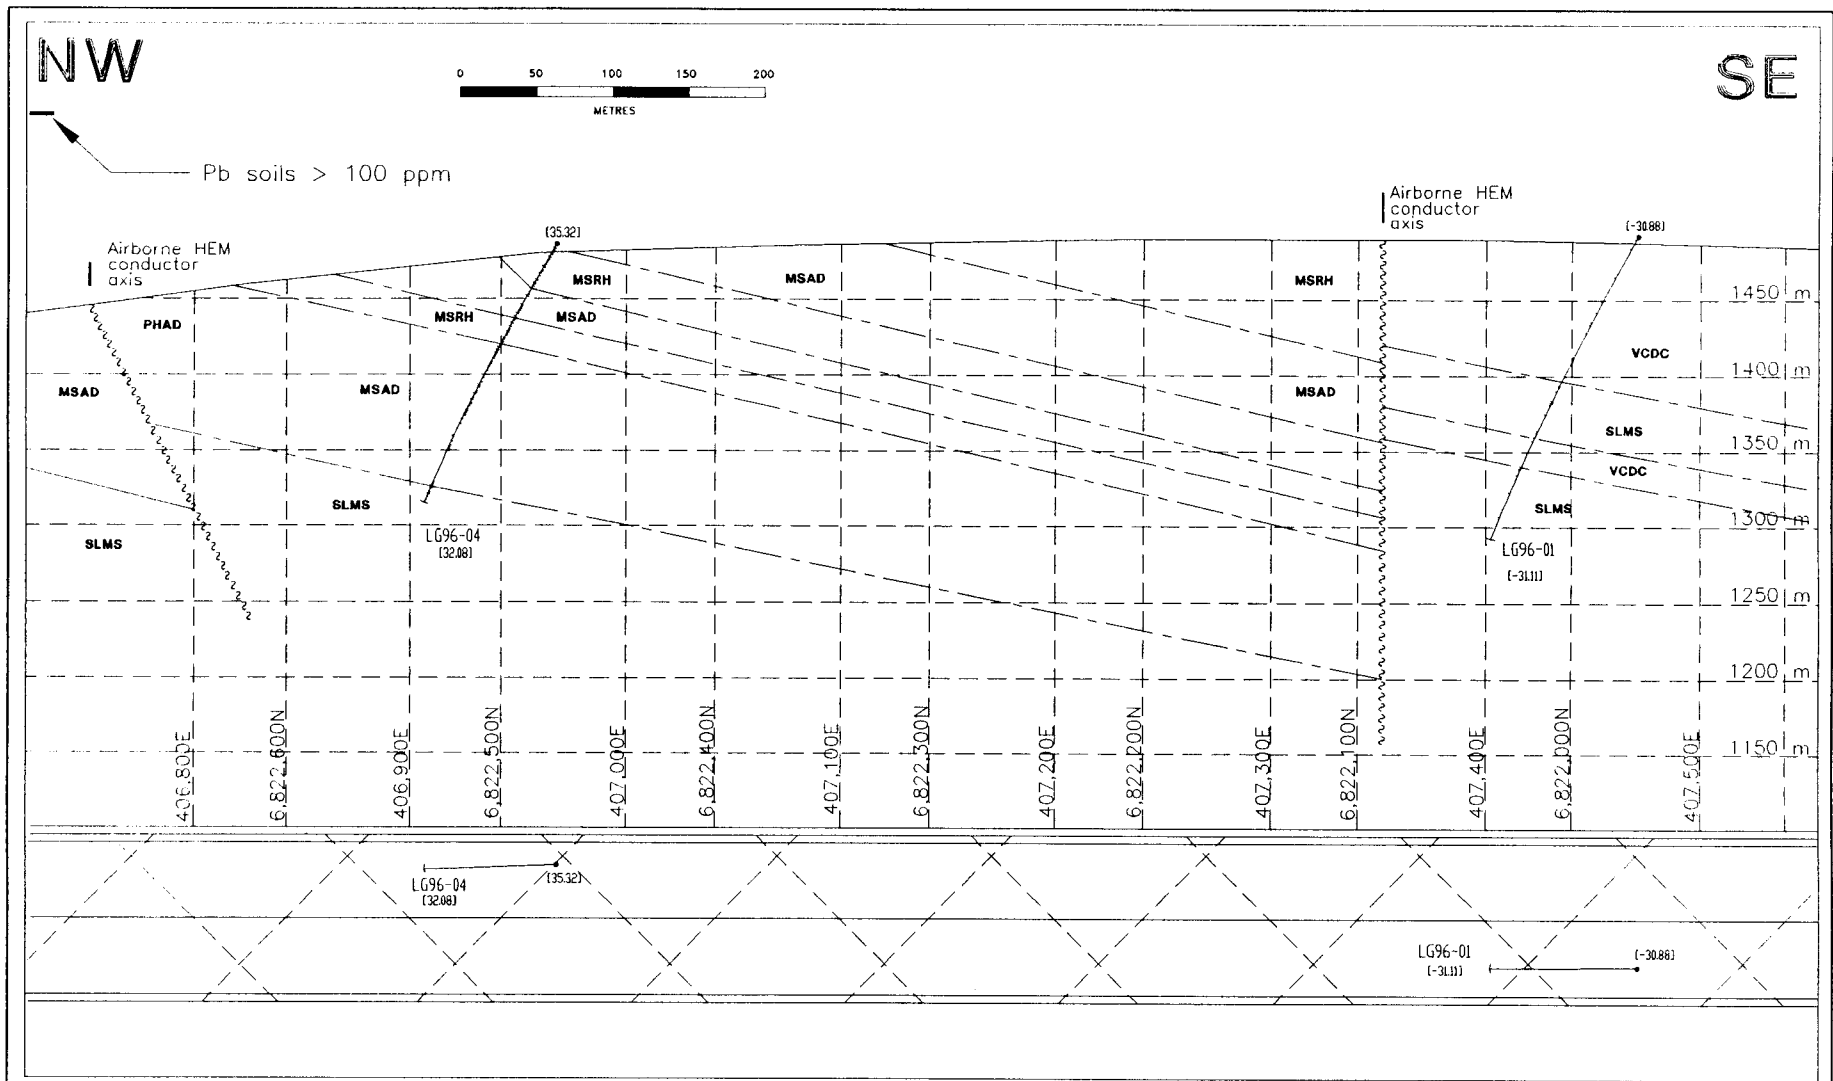 NW
SE
0 50 100 150 200
METRES
Pb soils > 100 ppm
Airborne HEM
conductor
axis
Airborne HEM
conductor
axis
[35.32]
[-30.88]
MSRH
MSAD
MSRH
1450 m
PHAD
MSRH
MSAD
VCDC
1400 m
MSAD
MSAD
MSAD
SLMS
1350 m
VCDC
SLMS
SLMS
1300 m
SLMS
LG96-04
[32.08]
LG96-01
[-31.11]
1250 m
1200 m
1150 m
406,800E
6,822,600N
406,900E
6,822,500N
407,000E
6,822,400N
407,100E
6,822,300N
407,200E
6,822,200N
407,300E
6,822,100N
407,400E
6,822,000N
407,500E
LG96-04
[32.08]
[35.32]
LG96-01
[-31.11]
[-30.88]